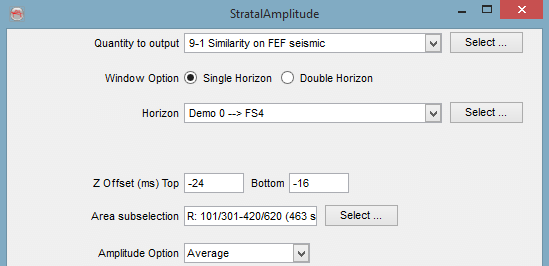 StratalAmplitude
Quantity to output 9-1 Similarity on FEF seismic Select ...
Window Option Single Horizon Double Horizon
Horizon Demo 0 --> FS4 Select ...
Z Offset (ms) Top -24 Bottom -16
Area subselection R: 101/301-420/620 (463 s Select ...
Amplitude Option Average